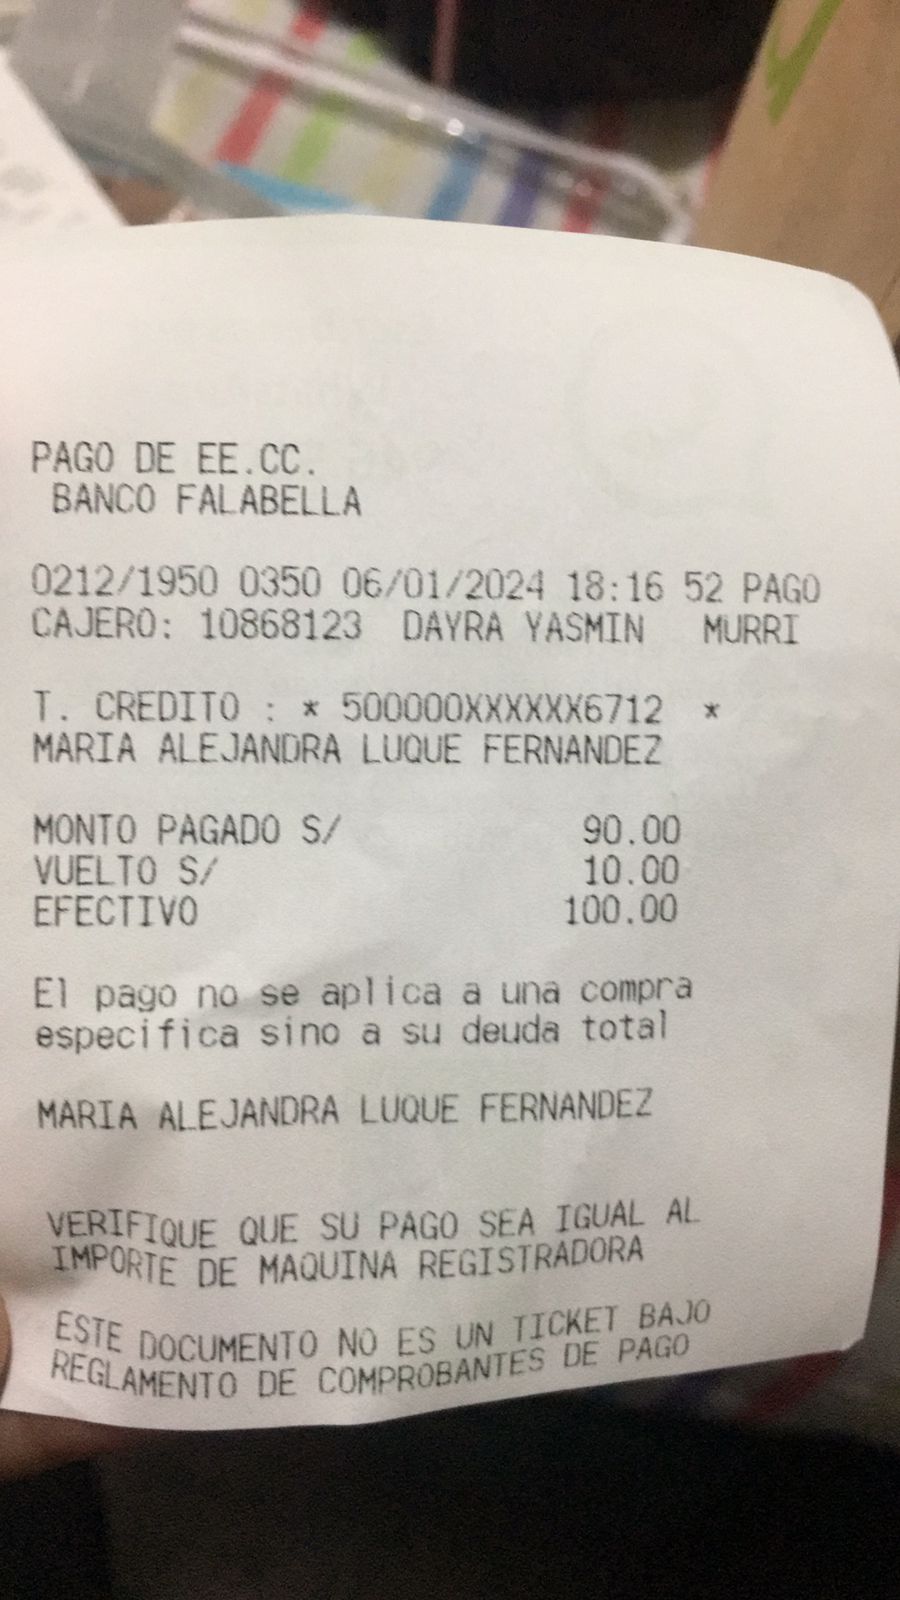 PAGO DE EE.CC.
BANCO FALABELLA
0212/1950 0350 06/01/2024 18:16 52 PAGO
CAJERO: 10868123 DAYRA YASMIN MURRI
T. CREDITO : * 500000XXXXXX6712 *
MARIA ALEJANDRA LUQUE FERNANDEZ
MONTO PAGADO S/ 90.00
VUELTO S/ 10.00
EFECTIVO 100.00
El pago no se aplica a una compra
especifica sino a su deuda total
MARIA ALEJANDRA LUQUE FERNANDEZ
VERIFIQUE QUE SU PAGO SEA IGUAL AL
IMPORTE DE MAQUINA REGISTRADORA
ESTE DOCUMENTO NO ES UN TICKET BAJO
REGLAMENTO DE COMPROBANTES DE PAGO